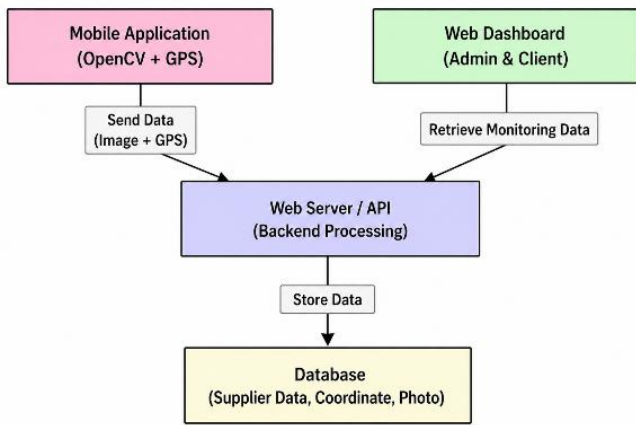 Mobile Application
(OpenCV + GPS)
Web Dashboard
(Admin & Client)
Send Data
(Image + GPS)
Retrieve Monitoring Data
Web Server / API
(Backend Processing)
Store Data
Database
(Supplier Data, Coordinate, Photo)